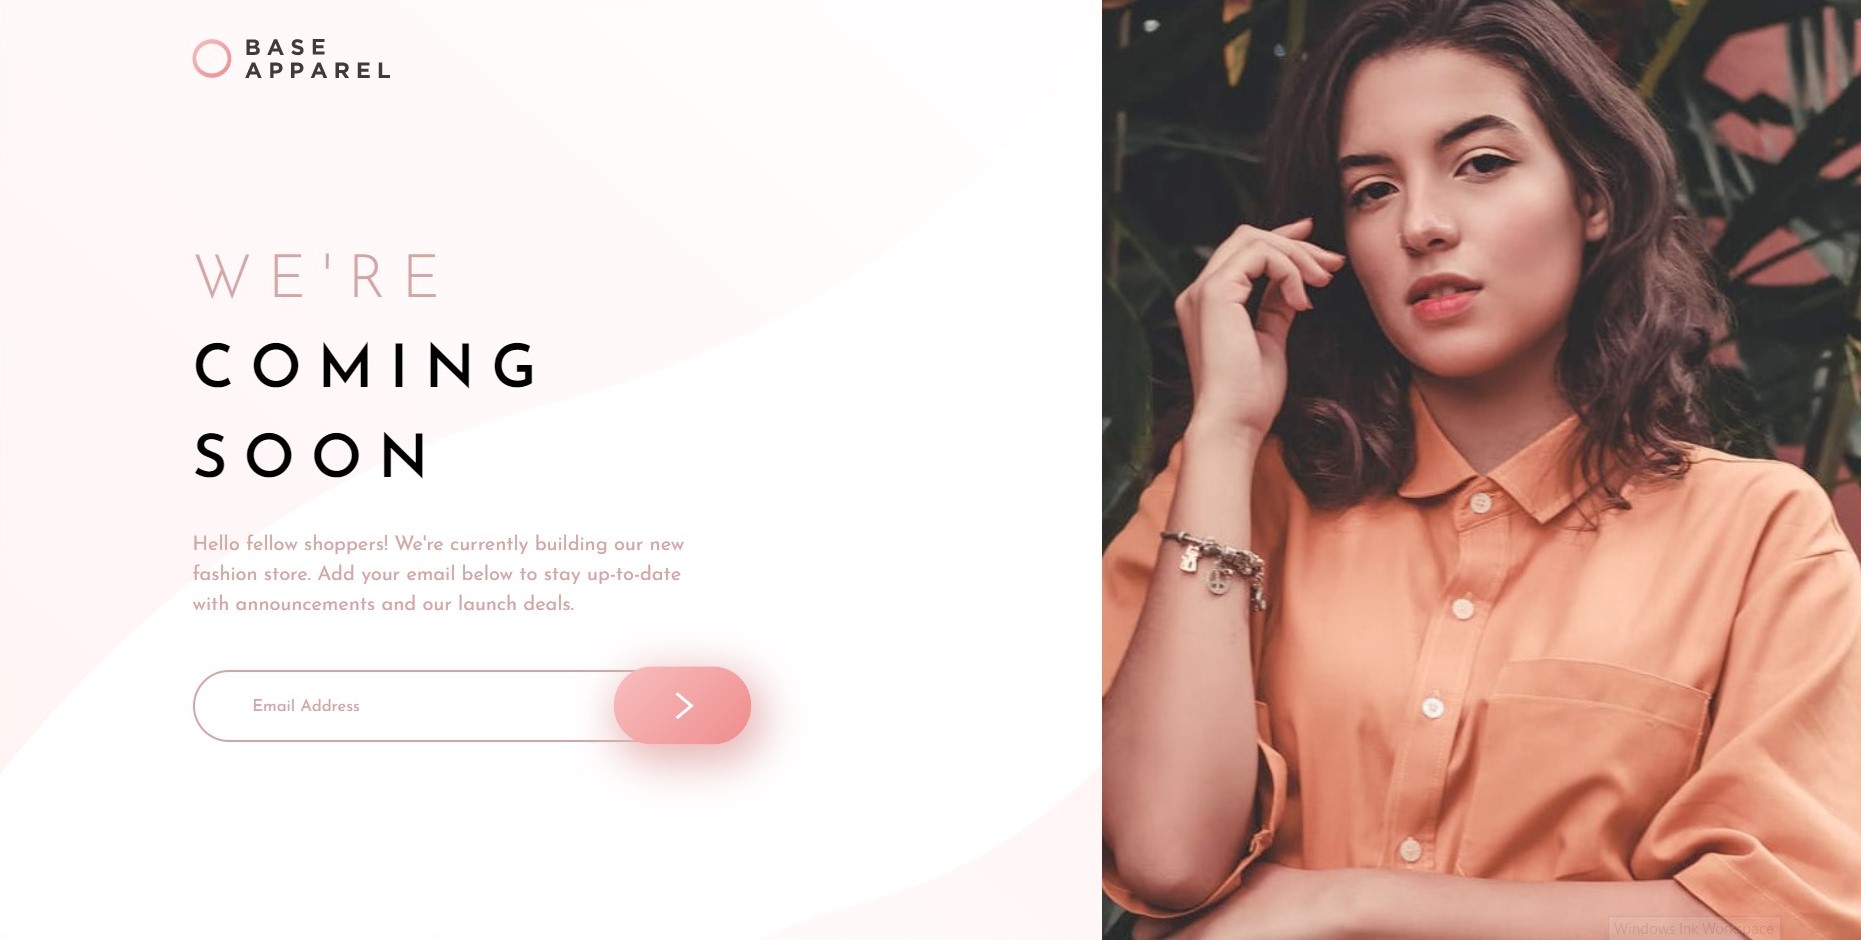 BASE
APPAREL
WE'RE
COMING
SOON
Hello fellow shoppers! We're currently building our new
fashion store. Add your email below to stay up-to-date
with announcements and our launch deals.
Email Address
Windows Ink Workspace